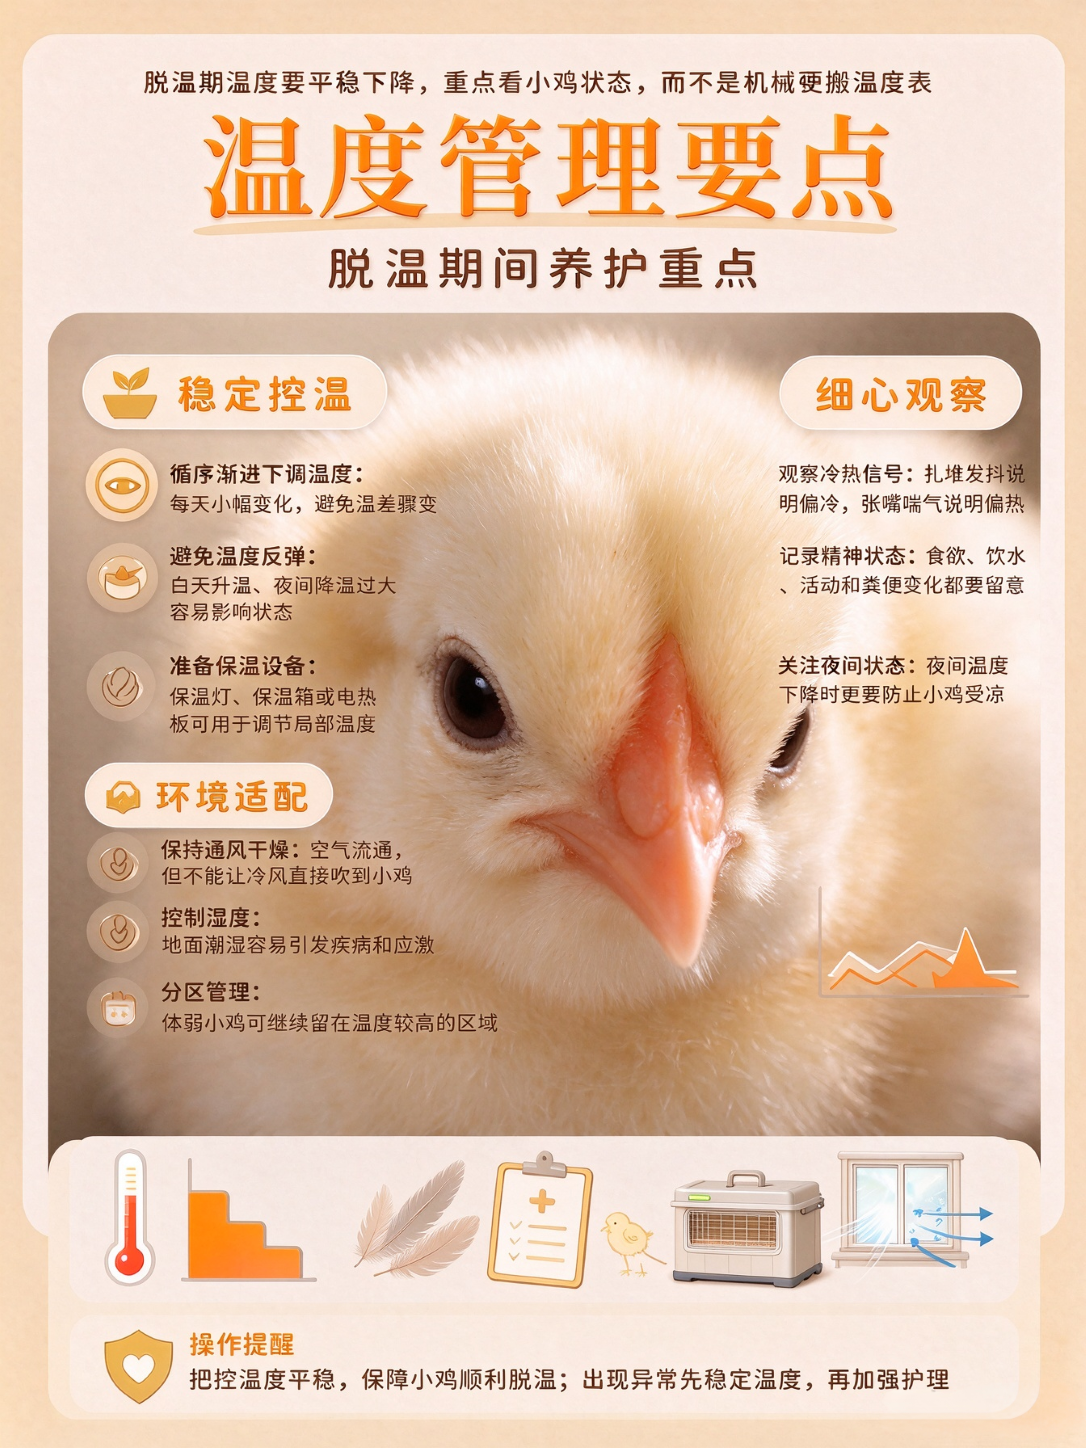 脱温期温度要平稳下降，重点看小鸡状态，而不是机械硬搬温度表
温度管理要点
脱温期间养护重点
稳定控温
循序渐进下调温度：
每天小幅变化，避免温差骤变
避免温度反弹：
白天升温、夜间降温过大
容易影响状态
准备保温设备：
保温灯、保温箱或电热
板可用于调节局部温度
环境适配
保持通风干燥：空气流通，
但不能让冷风直接吹到小鸡
控制湿度：
地面潮湿容易引发疾病和应激
分区管理：
体弱小鸡可继续留在温度较高的区域
细心观察
观察冷热信号：扎堆发抖说
明偏冷，张嘴喘气说明偏热
记录精神状态：食欲、饮水
、活动和粪便变化都要留意
关注夜间状态：夜间温度
下降时更要防止小鸡受凉
操作提醒
把控温度平稳，保障小鸡顺利脱温；出现异常先稳定温度，再加强护理